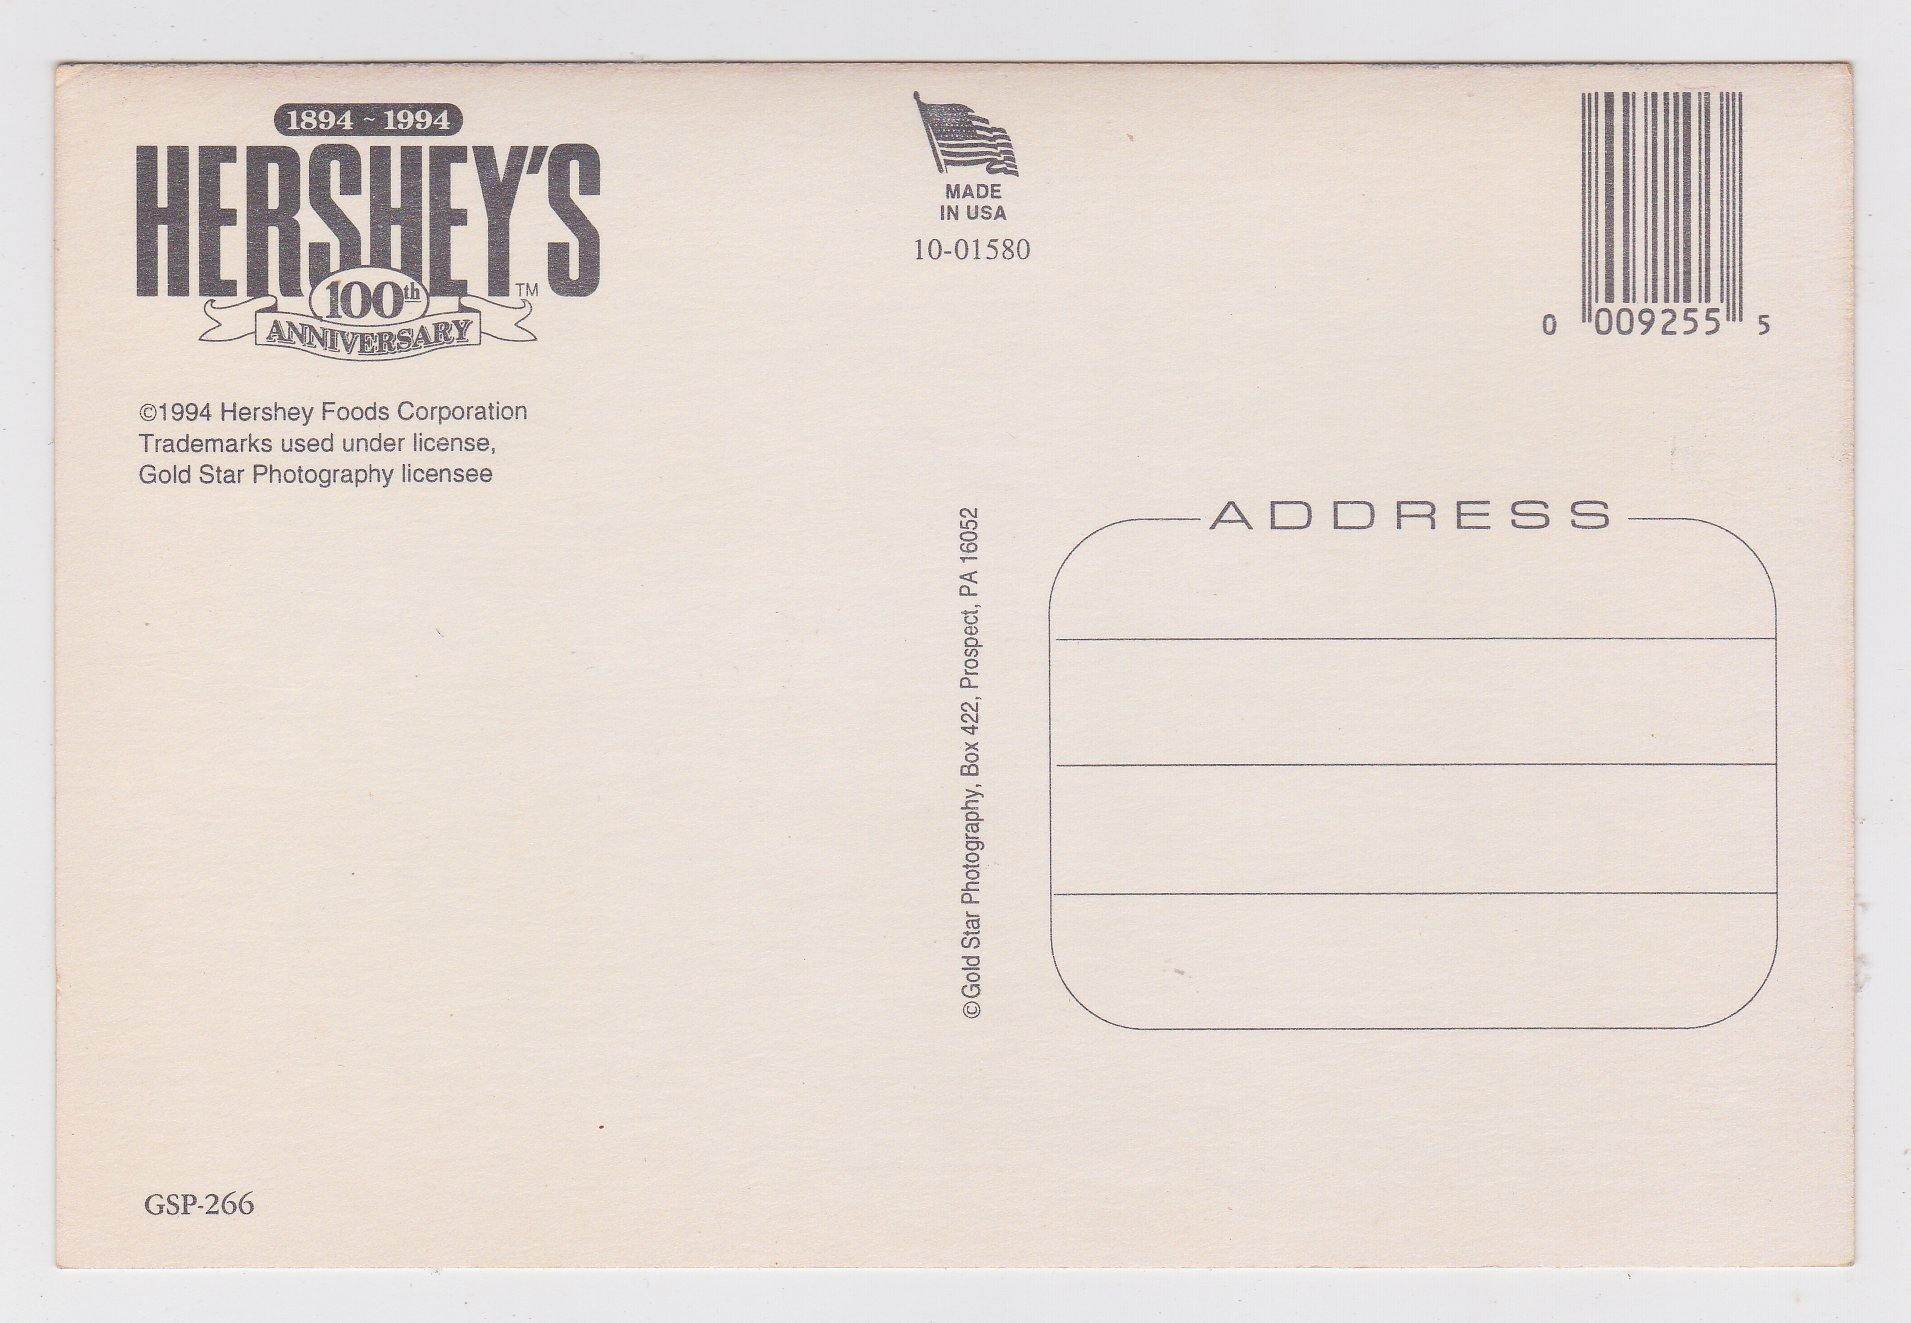 1894 ~ 1994
HERSHEY'S
TM
100th
ANNIVERSARY
©1994 Hershey Foods Corporation
Trademarks used under license,
Gold Star Photography licensee
MADE
IN USA
10-01580
0 009255 5
©Gold Star Photography, Box 422, Prospect, PA 16052
ADDRESS
GSP-266